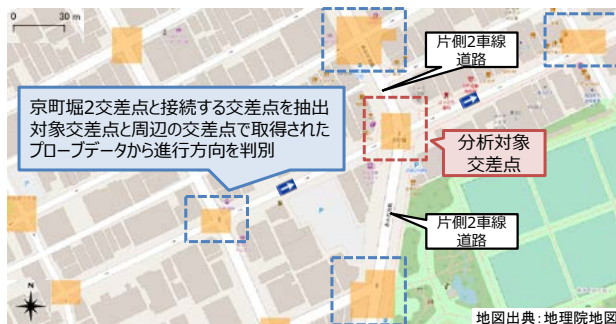 0 30 m
片側2車線
道路
京町堀2交差点と接続する交差点を抽出
対象交差点と周辺の交差点で取得された
プローブデータから進行方向を判別
分析対象
交差点
片側2車線
道路
N
地図出典:地理院地図